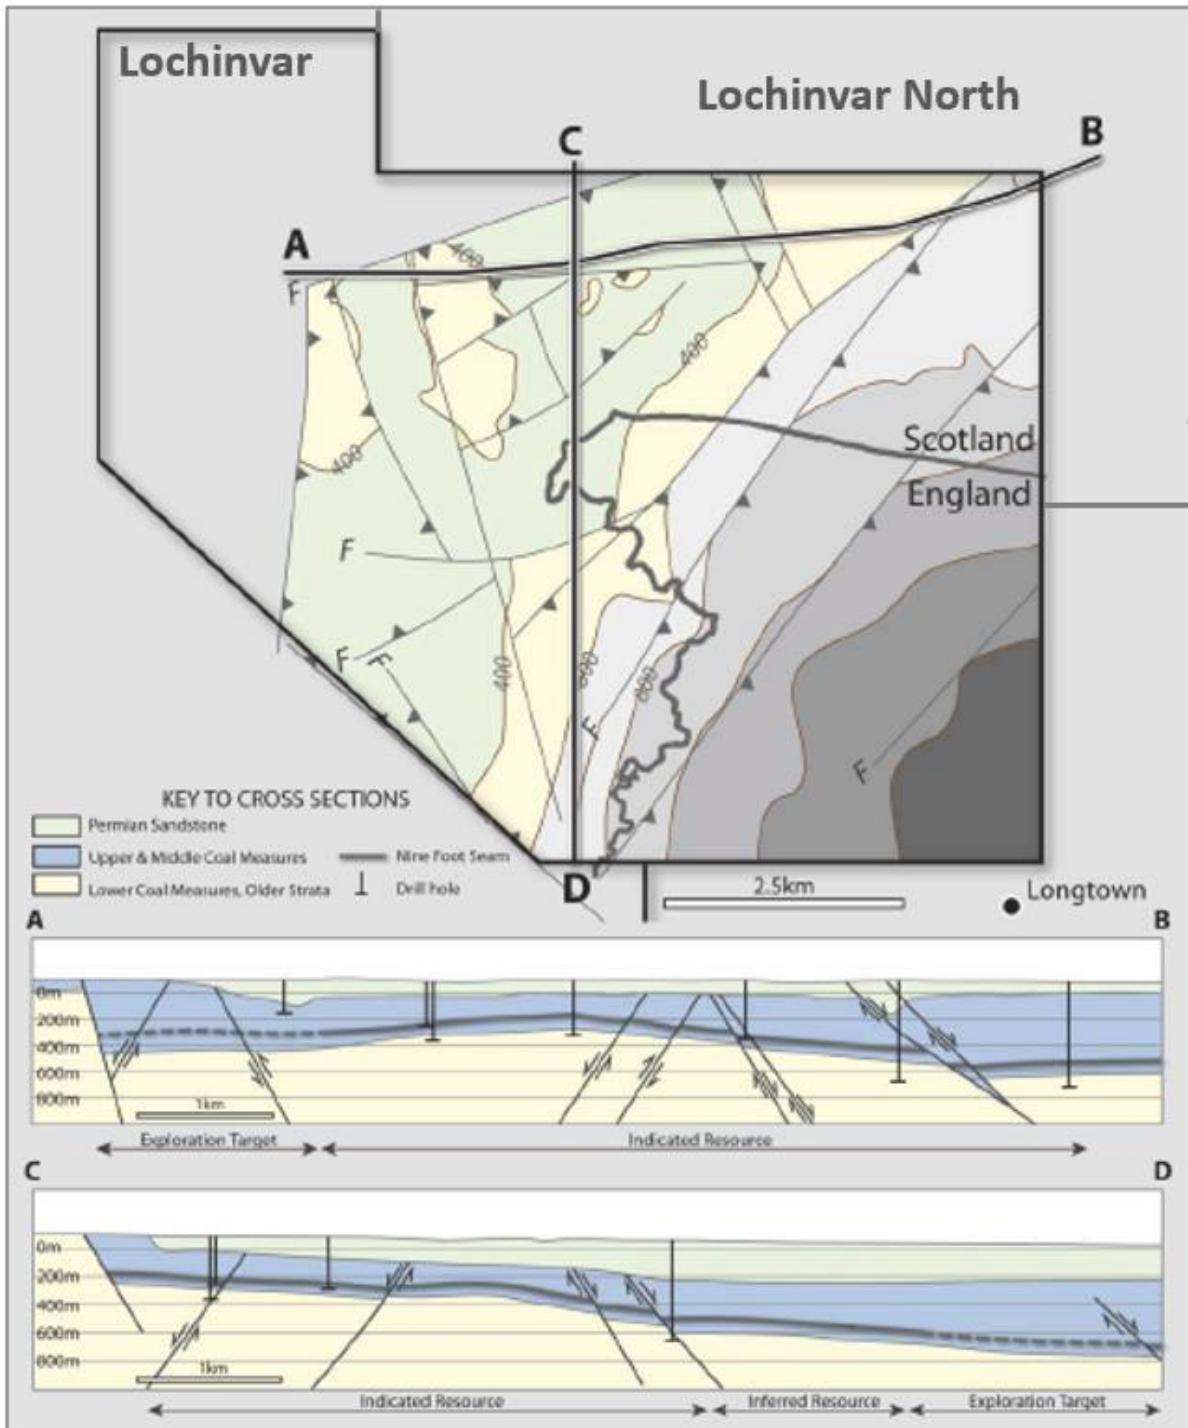 Lochinvar
Lochinvar North
C
B
A
400
F
400
400
Scotland
England
F
F
F
400
800
F
F
KEY TO CROSS SECTIONS
Permian Sandstone
Upper & Middle Coal Measures
Nine Foot Seam
Lower Coal Measures, Older Strata
Drill hole
D
2.5km
Longtown
A
B
0m
200m
400m
600m
800m
1km
Exploration Target
Indicated Resource
C
D
0m
200m
400m
600m
800m
1km
Indicated Resource
Inferred Resource
Exploration Target